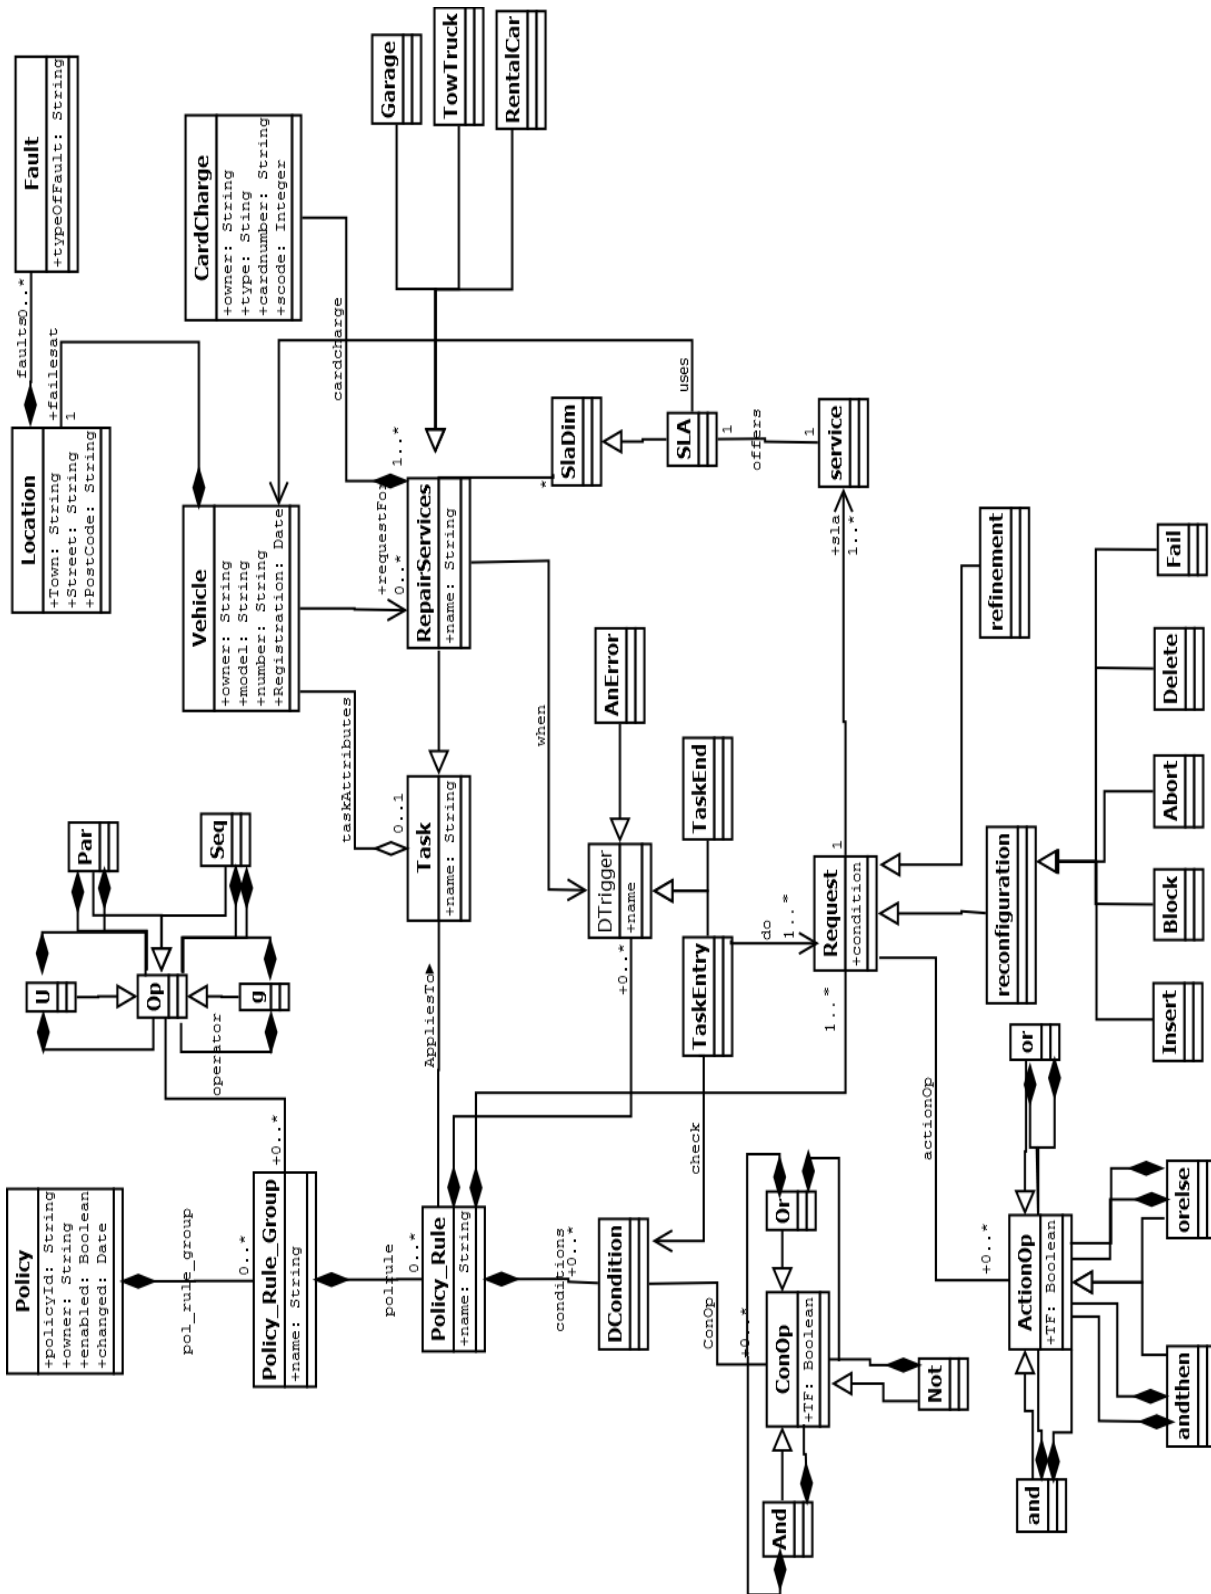 Policy
+policyId: String
+owner: String
+enabled: Boolean
+changed: Date
pol_rule_group
0..*
Policy_Rule_Group
+name: String
+0..*
operator
polrule
0..*
Policy_Rule
+name: String
AppliesTo
conditions
+0..*
DCondition
check
ConOp
+0..*
ConOp
+TF: Boolean
And
Or
Not
U
Op
g
Par
Seq
Location
+Town: String
+Street: String
+PostCode: String
faults
0..*
Fault
+typeOfFault: String
+failesat
1
Vehicle
+owner: String
+model: String
+number: String
+Registration: Date
taskAttributes
0..1
Task
+name: String
+requestFor
0..*
RepairServices
+name: String
cardcharge
1..*
CardCharge
+owner: String
+type: Sting
+cardnumber: String
+scode: Integer
Garage
TowTruck
RentalCar
*
SlaDim
SLA
uses
1
offers
1
service
+sla
1..*
when
DTrigger
+name
+0..*
AnError
TaskEntry
TaskEnd
do
1..*
Request
+condition
1
1..*
actionOp
+0..*
ActionOp
+TF: Boolean
and
or
andthen
orelse
reconfiguration
refinement
Insert
Block
Abort
Delete
Fail